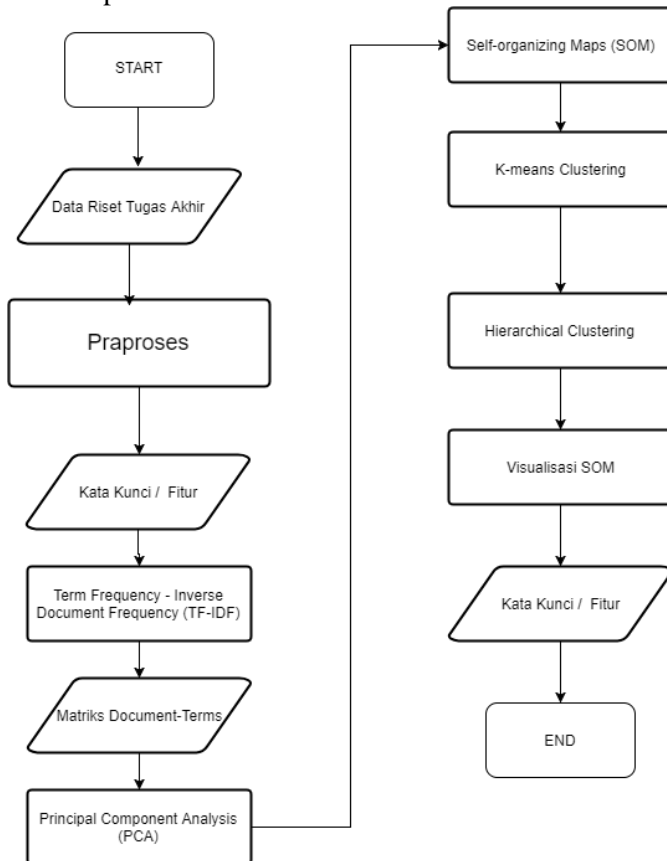 START
Data Riset Tugas Akhir
Praproses
Kata Kunci / Fitur
Term Frequency - Inverse
Document Frequency (TF-IDF)
Matriks Document-Terms
Principal Component Analysis
(PCA)
Self-organizing Maps (SOM)
K-means Clustering
Hierarchical Clustering
Visualisasi SOM
Kata Kunci / Fitur
END